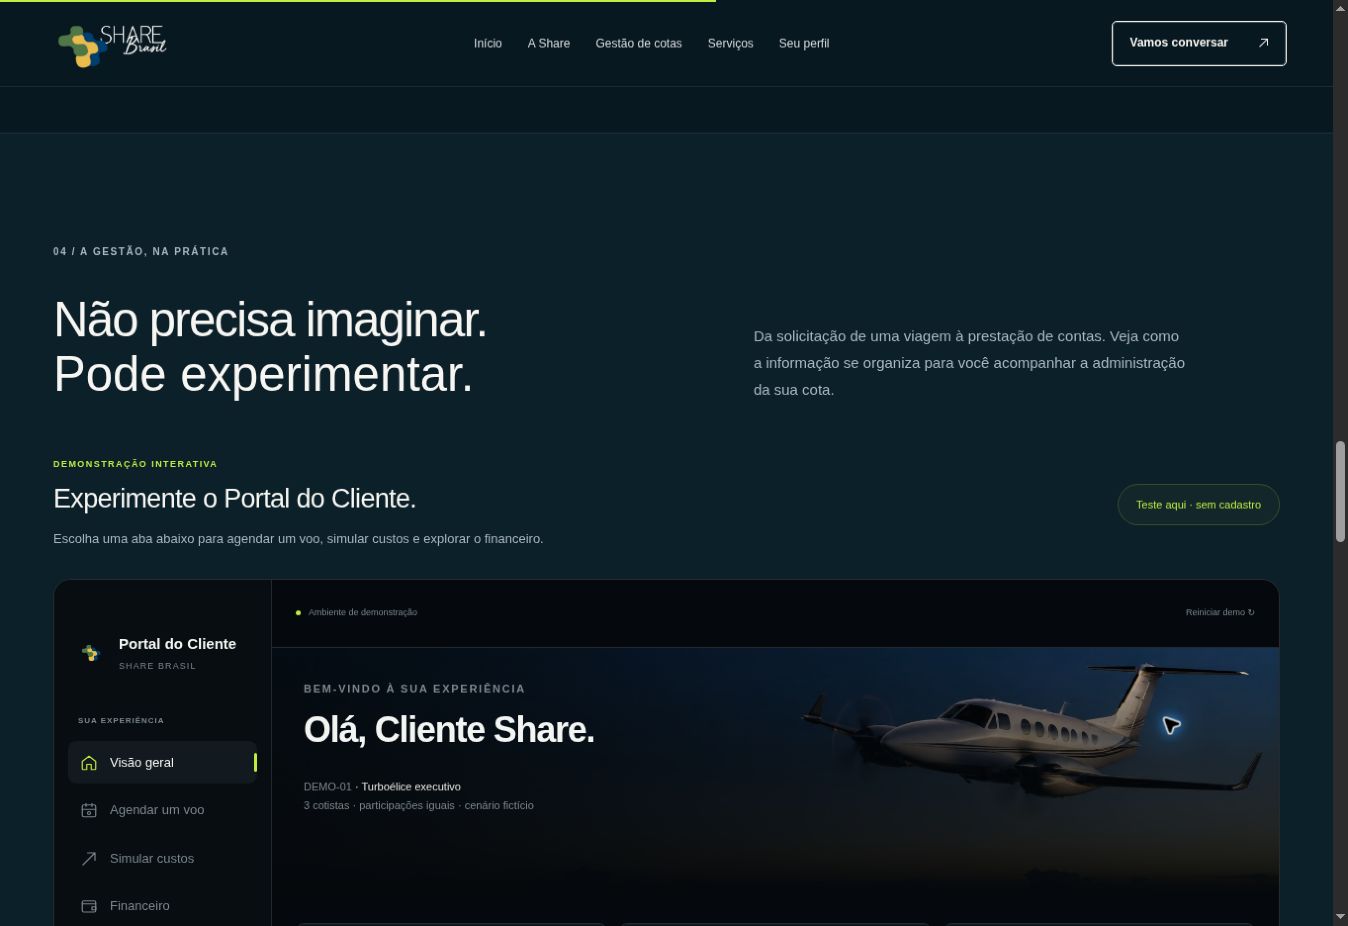 SHARE
Brasil
Início
A Share
Gestão de cotas
Serviços
Seu perfil
Vamos conversar
04 / A GESTÃO, NA PRÁTICA
Não precisa imaginar.
Pode experimentar.
Da solicitação de uma viagem à prestação de contas. Veja como
a informação se organiza para você acompanhar a administração
da sua cota.
DEMONSTRAÇÃO INTERATIVA
Experimente o Portal do Cliente.
Escolha uma aba abaixo para agendar um voo, simular custos e explorar o financeiro.
Teste aqui · sem cadastro
Portal do Cliente
SHARE BRASIL
SUA EXPERIÊNCIA
Visão geral
Agendar um voo
Simular custos
Financeiro
Ambiente de demonstração
Reiniciar demo ↻
BEM-VINDO À SUA EXPERIÊNCIA
Olá, Cliente Share.
DEMO-01 · Turboélice executivo
3 cotistas · participações iguais · cenário fictício